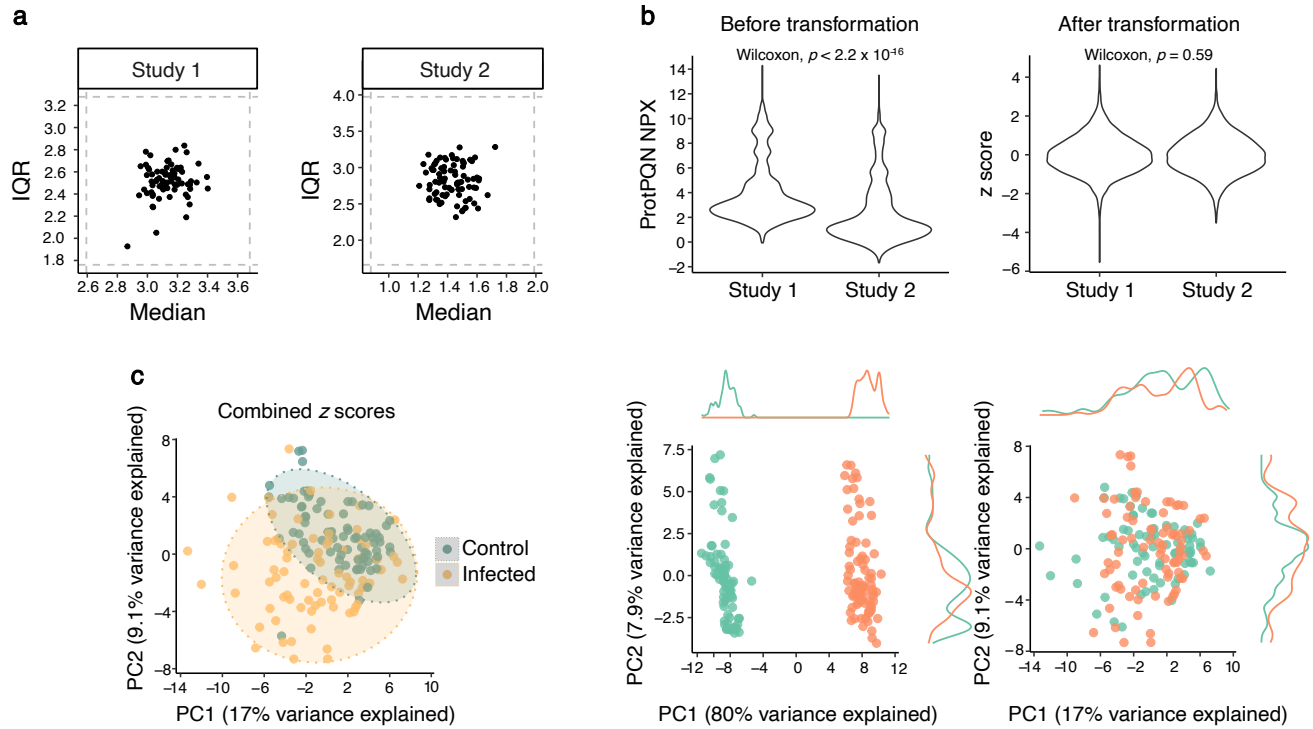 a
Study 1
IQR
3.2
3.0
2.8
2.6
2.4
2.2
2.0
1.8
2.6 2.8 3.0 3.2 3.4 3.6
Median
Study 2
IQR
4.0
3.5
3.0
2.5
2.0
1.0 1.2 1.4 1.6 1.8 2.0
Median
b
Before transformation
Wilcoxon, p < 2.2 x 10-16
ProtPQN NPX
14
12
10
8
6
4
2
0
−2
Study 1 Study 2
After transformation
Wilcoxon, p = 0.59
z score
4
2
0
−2
−4
−6
Study 1 Study 2
c
Combined z scores
PC2 (9.1% variance explained)
8
4
0
−4
−8
−14 −10 −6 −2 2 6 10
PC1 (17% variance explained)
Control
Infected
PC2 (7.9% variance explained)
7.5
5.0
2.5
0.0
−2.5
−12 −8 −4 0 4 8 12
PC1 (80% variance explained)
PC2 (9.1% variance explained)
8
4
0
−4
−8
−14 −10 −6 −2 2 6 10
PC1 (17% variance explained)